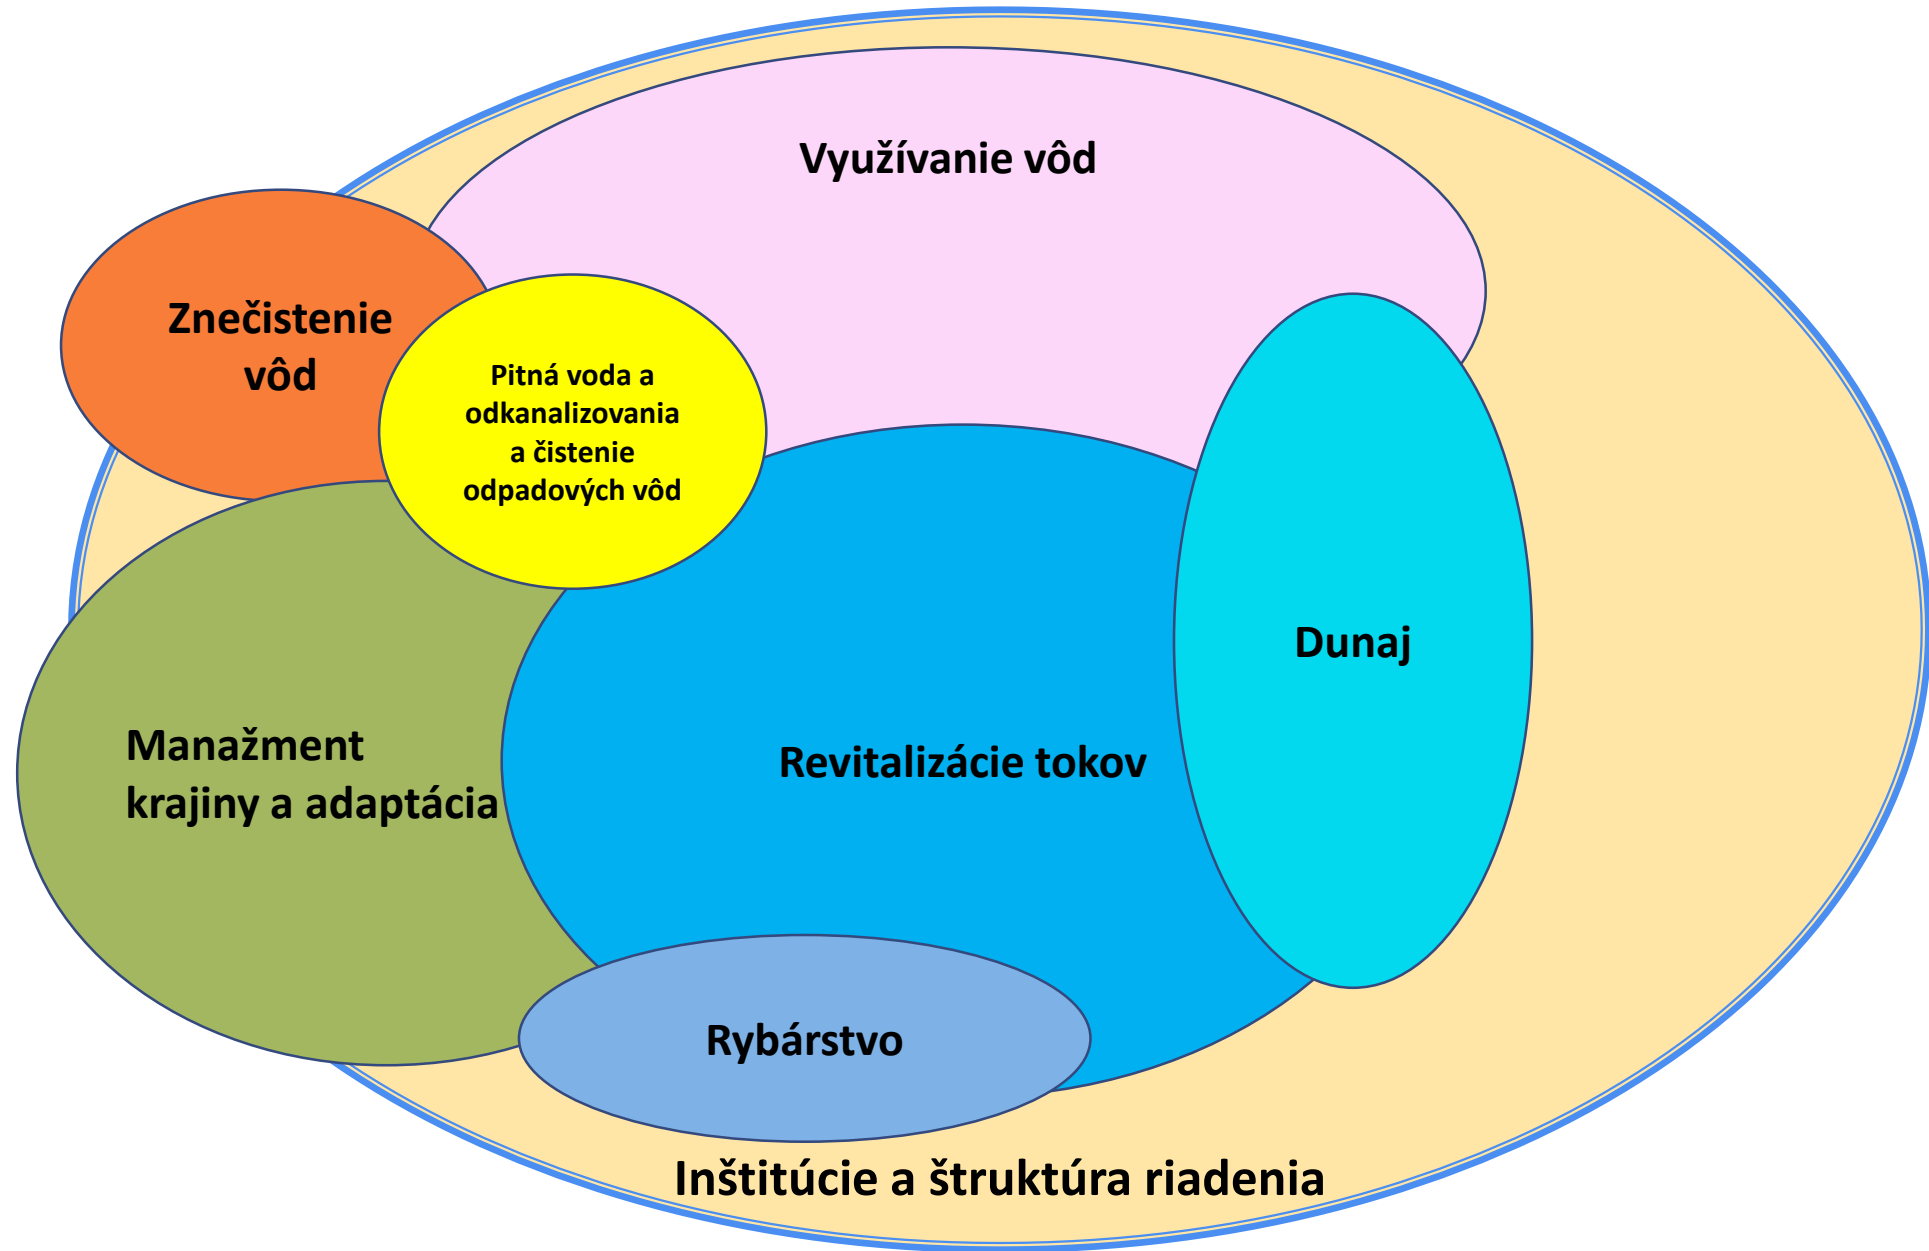 Využívanie vôd
Znečistenie
vôd
Pitná voda a
odkanalizovania
a čistenie
odpadových vôd
Dunaj
Manažment
krajiny a adaptácia
Revitalizácie tokov
Rybárstvo
Inštitúcie a štruktúra riadenia